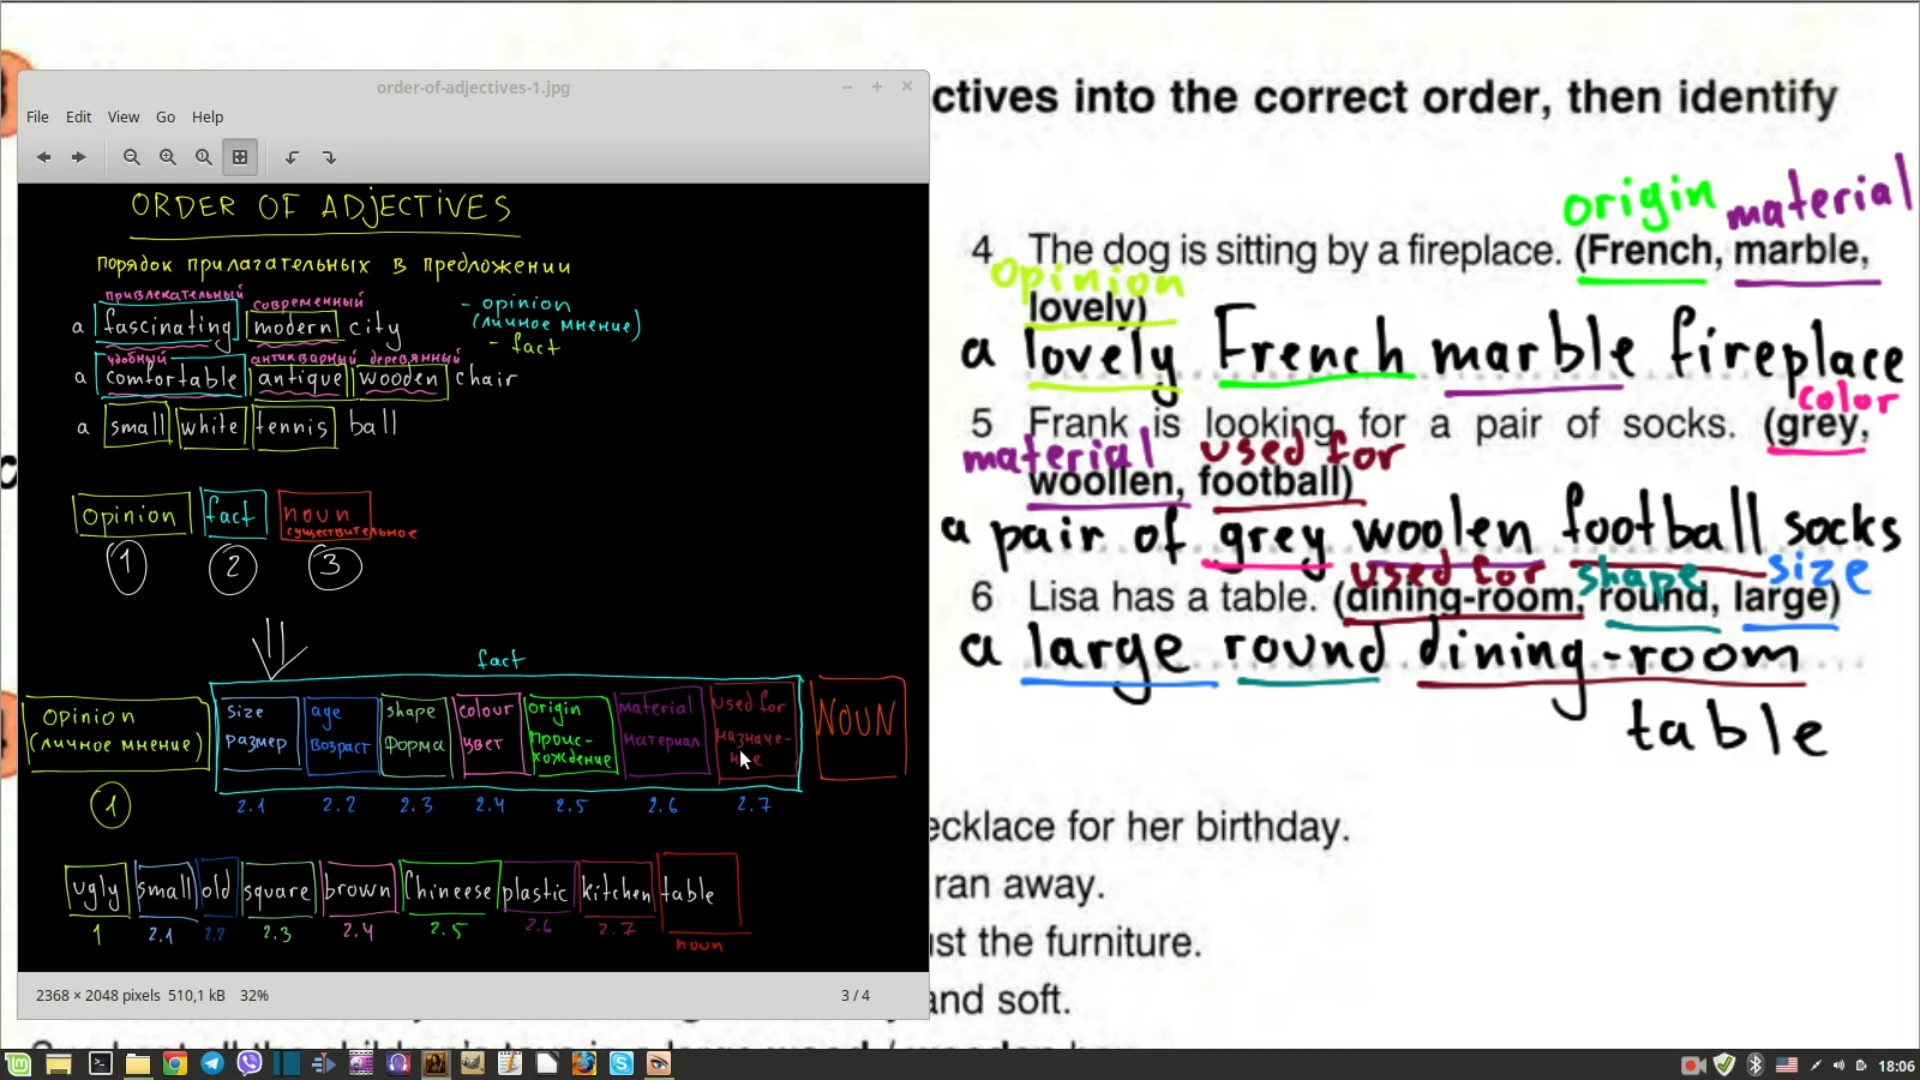 order-of-adjectives-1.jpg
File Edit View Go Help
ORDER OF ADJECTIVES
порядок прилагательных в предложении
привлекательный современный
a fascinating modern city
- opinion
(личное мнение)
- fact
удобный антикварный деревянный
a comfortable antique wooden chair
a small white tennis ball
opinion fact noun
существительное
1 2 3
fact
opinion (личное мнение)
size размер
age возраст
shape форма
colour цвет
origin проис-хождение
material материал
used for
NOUN
1 2.1 2.2 2.3 2.4 2.5 2.6 2.7
ugly small old square brown Chineese plastic kitchen table
1 2.1 2.2 2.3 2.4 2.5 2.6 2.7 noun
2368 × 2048 pixels 510,1 kB 32% 3 / 4
ctives into the correct order, then identify
origin material
4 The dog is sitting by a fireplace. (French, marble,
opinion
lovely)
a lovely French marble fireplace
color
5 Frank is looking for a pair of socks. (grey,
material used for
woollen, football)
a pair of grey woolen football socks
used for shape size
6 Lisa has a table. (dining-room, round, large)
a large round dining-room
table
ecklace for her birthday.
ran away.
ust the furniture.
and soft.
18:06